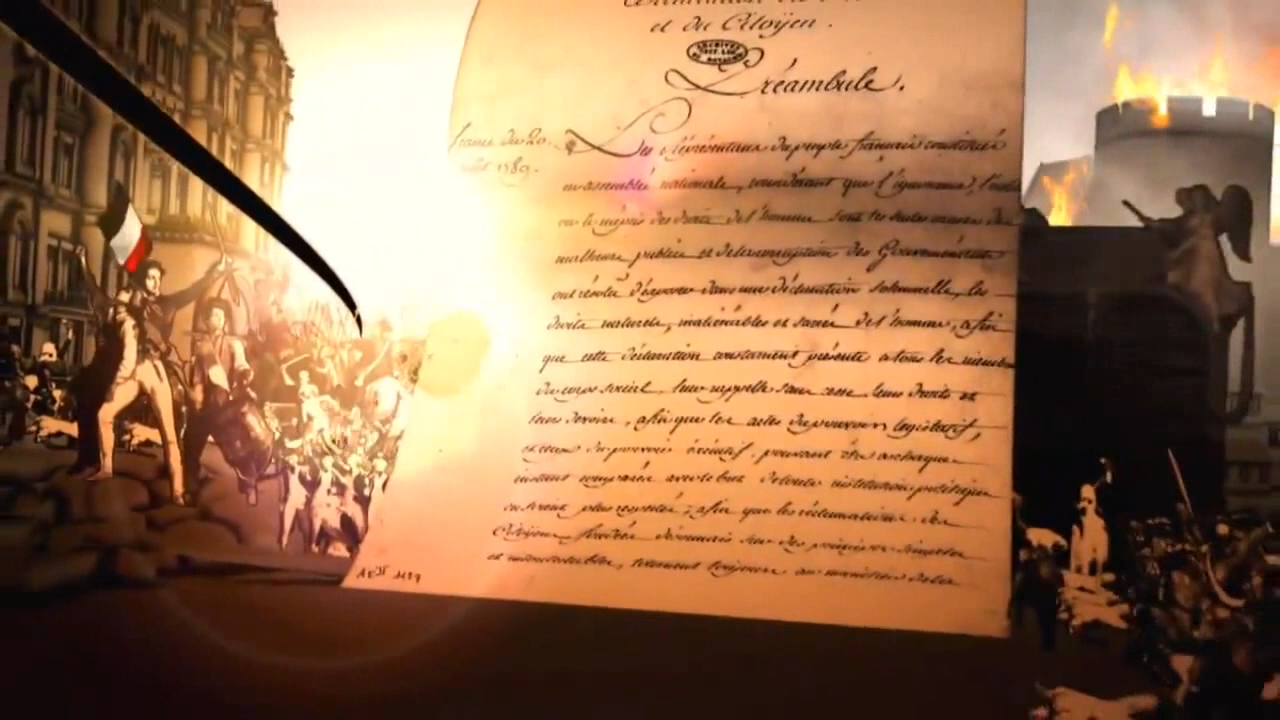 et du Citoyen.
ARCHIVES
Préambule.
Séance du 20.
août 1789.
Les Représentans du peuple français constitués
en assemblée nationale, considérant que l'ignorance, l'oubli
ou le mépris des droits de l'homme sont les seules causes des
malheurs publics et de la corruption des Gouvernements
ont résolu d'exposer dans une déclaration solennelle, les
droits naturels, inaliénables et sacrés de l'homme, afin
que cette déclaration constament présente a tous les membres
du corps social, leur rappelle sans cesse leurs droits et
leurs devoirs, afin que les actes du pouvoir législatif,
et ceux du pouvoir exécutif, pouvant être a chaque
instant comparés avec le but de toute institution politique
en soient plus respectés; afin que les réclamations des
Citoyens fondées désormais sur des principes simples
et incontestables, tournent toujours au maintien de la